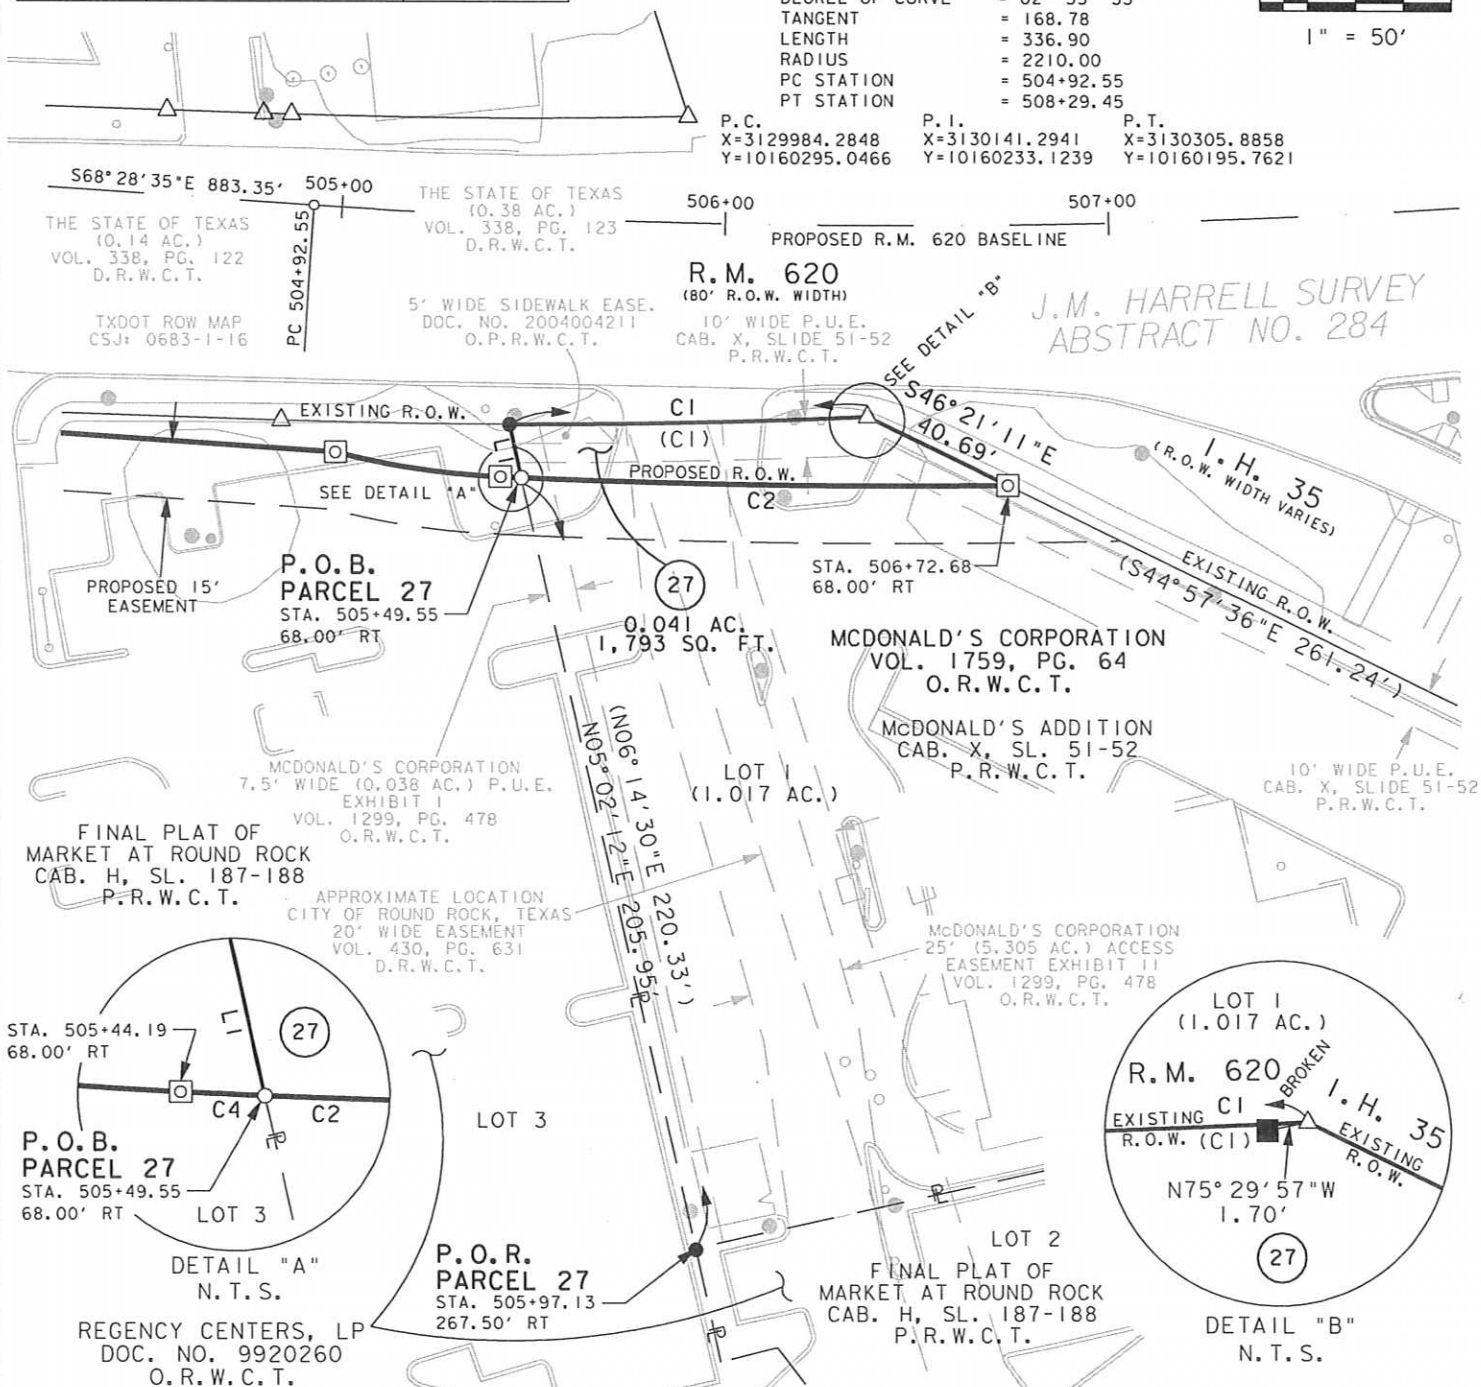 TANGENT = 168.78
LENGTH = 336.90
RADIUS = 2210.00
PC STATION = 504+92.55
PT STATION = 508+29.45
1" = 50'
P.C.
X=3129984.2848
Y=10160295.0466
P.I.
X=3130141.2941
Y=10160233.1239
P.T.
X=3130305.8858
Y=10160195.7621
S68°28'35"E 883.35'
505+00
506+00
507+00
THE STATE OF TEXAS
(0.14 AC.)
VOL. 338, PG. 122
D.R.W.C.T.
THE STATE OF TEXAS
(0.38 AC.)
VOL. 338, PG. 123
D.R.W.C.T.
PROPOSED R.M. 620 BASELINE
PC 504+92.55
TXDOT ROW MAP
CSJ: 0683-1-16
5' WIDE SIDEWALK EASE.
DOC. NO. 2004004211
O.P.R.W.C.T.
R.M. 620
(80' R.O.W. WIDTH)
10' WIDE P.U.E.
CAB. X, SLIDE 51-52
P.R.W.C.T.
SEE DETAIL "B"
J.M. HARRELL SURVEY
ABSTRACT NO. 284
EXISTING R.O.W.
C1
(C1)
S46°21'11"E
40.69'
I.H. 35
(R.O.W. WIDTH VARIES)
L1
PROPOSED R.O.W.
C2
SEE DETAIL "A"
PROPOSED 15'
EASEMENT
P.O.B.
PARCEL 27
STA. 505+49.55
68.00' RT
27
0.041 AC.
1,793 SQ. FT.
STA. 506+72.68
68.00' RT
EXISTING R.O.W.
(S44°57'36"E 261.24')
MCDONALD'S CORPORATION
VOL. 1759, PG. 64
O.R.W.C.T.
McDONALD'S ADDITION
CAB. X, SL. 51-52
P.R.W.C.T.
10' WIDE P.U.E.
CAB. X, SLIDE 51-52
P.R.W.C.T.
MCDONALD'S CORPORATION
7.5' WIDE (0.038 AC.) P.U.E.
EXHIBIT I
VOL. 1299, PG. 478
O.R.W.C.T.
(N06°14'30"E 220.33')
N05°02'12"E 205.95'
LOT 1
(1.017 AC.)
FINAL PLAT OF
MARKET AT ROUND ROCK
CAB. H, SL. 187-188
P.R.W.C.T.
APPROXIMATE LOCATION
CITY OF ROUND ROCK, TEXAS
20' WIDE EASEMENT
VOL. 430, PG. 631
D.R.W.C.T.
McDONALD'S CORPORATION
25' (5.305 AC.) ACCESS
EASEMENT EXHIBIT II
VOL. 1299, PG. 478
O.R.W.C.T.
STA. 505+44.19
68.00' RT
L1
27
C4
C2
P.O.B.
PARCEL 27
STA. 505+49.55
68.00' RT
LOT 3
DETAIL "A"
N.T.S.
LOT 3
LOT 1
(1.017 AC.)
R.M. 620
BROKEN
I.H. 35
EXISTING
R.O.W.
C1
(C1)
EXISTING
R.O.W.
N75°29'57"W
1.70'
27
DETAIL "B"
N.T.S.
P.O.R.
PARCEL 27
STA. 505+97.13
267.50' RT
LOT 2
FINAL PLAT OF
MARKET AT ROUND ROCK
CAB. H, SL. 187-188
P.R.W.C.T.
REGENCY CENTERS, LP
DOC. NO. 9920260
O.R.W.C.T.